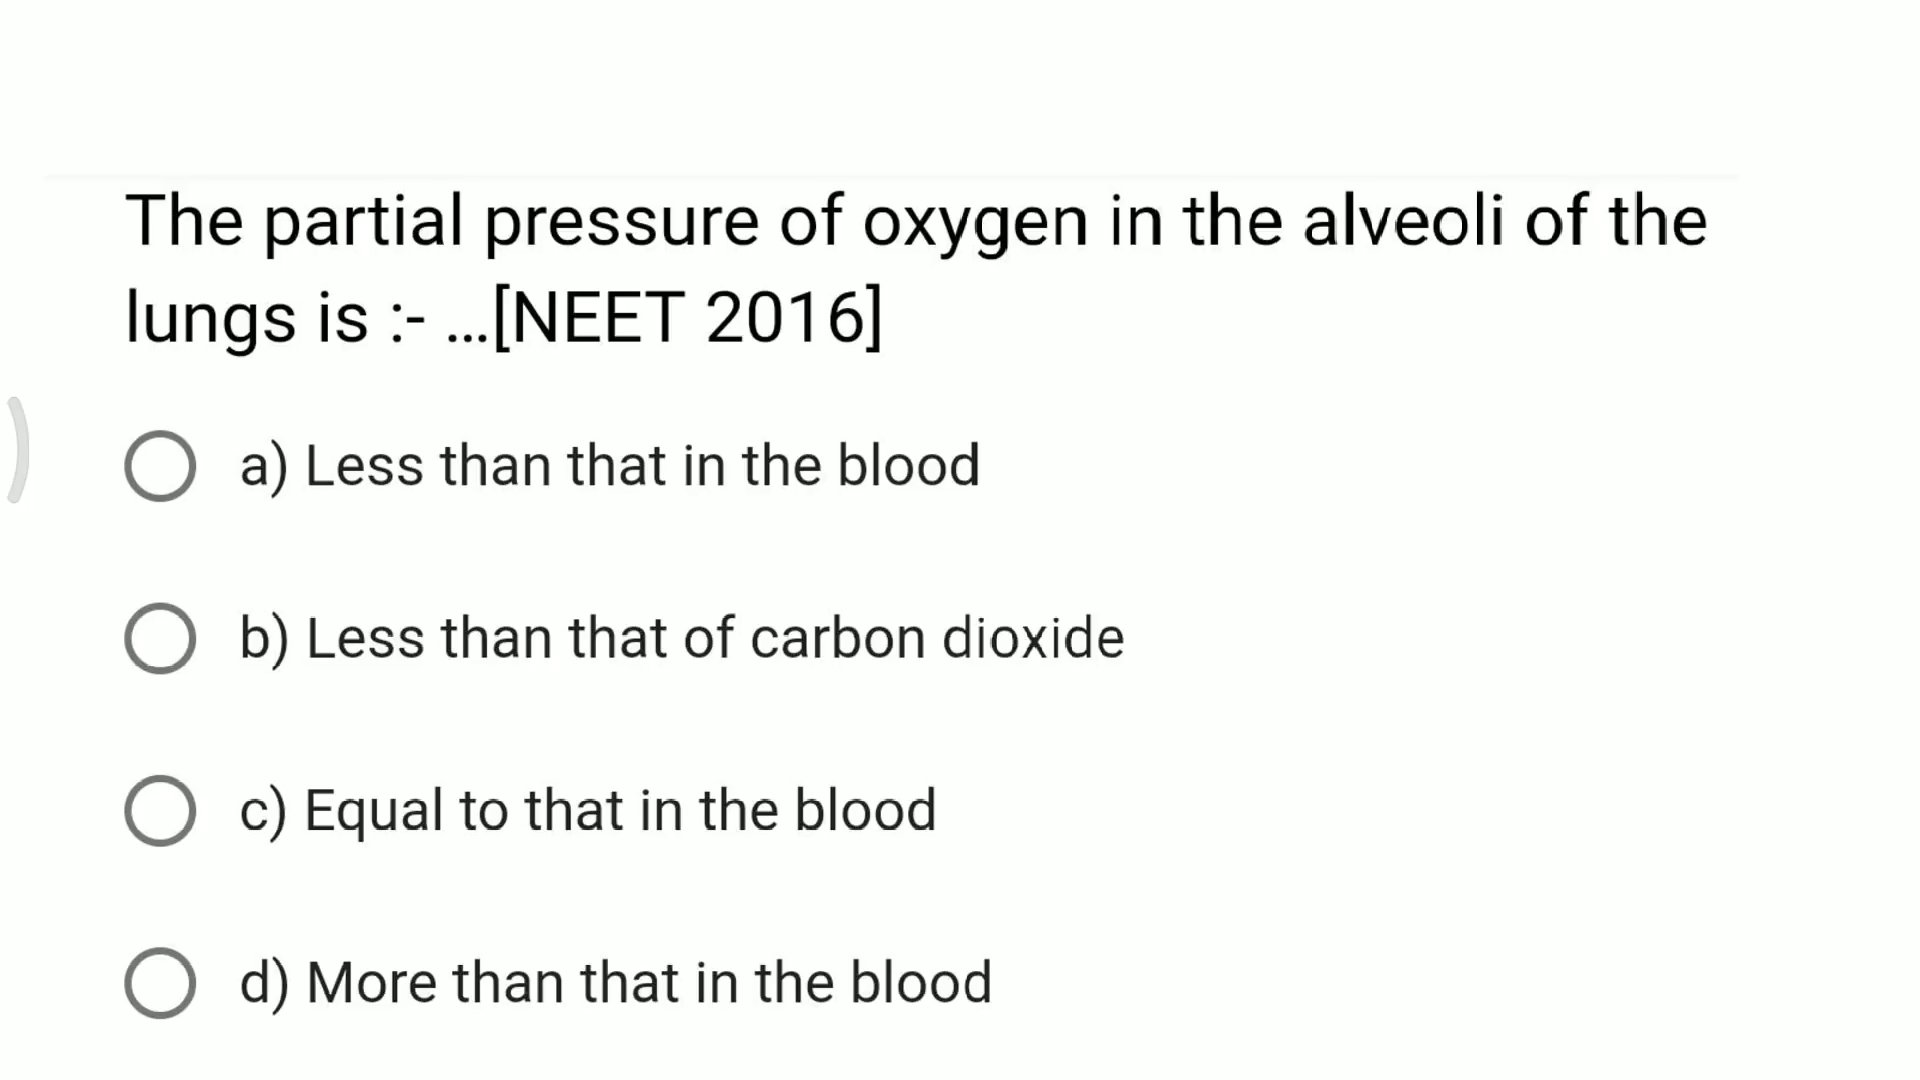 The partial pressure of oxygen in the alveoli of the
lungs is :- ...[NEET 2016]
a) Less than that in the blood
b) Less than that of carbon dioxide
c) Equal to that in the blood
d) More than that in the blood